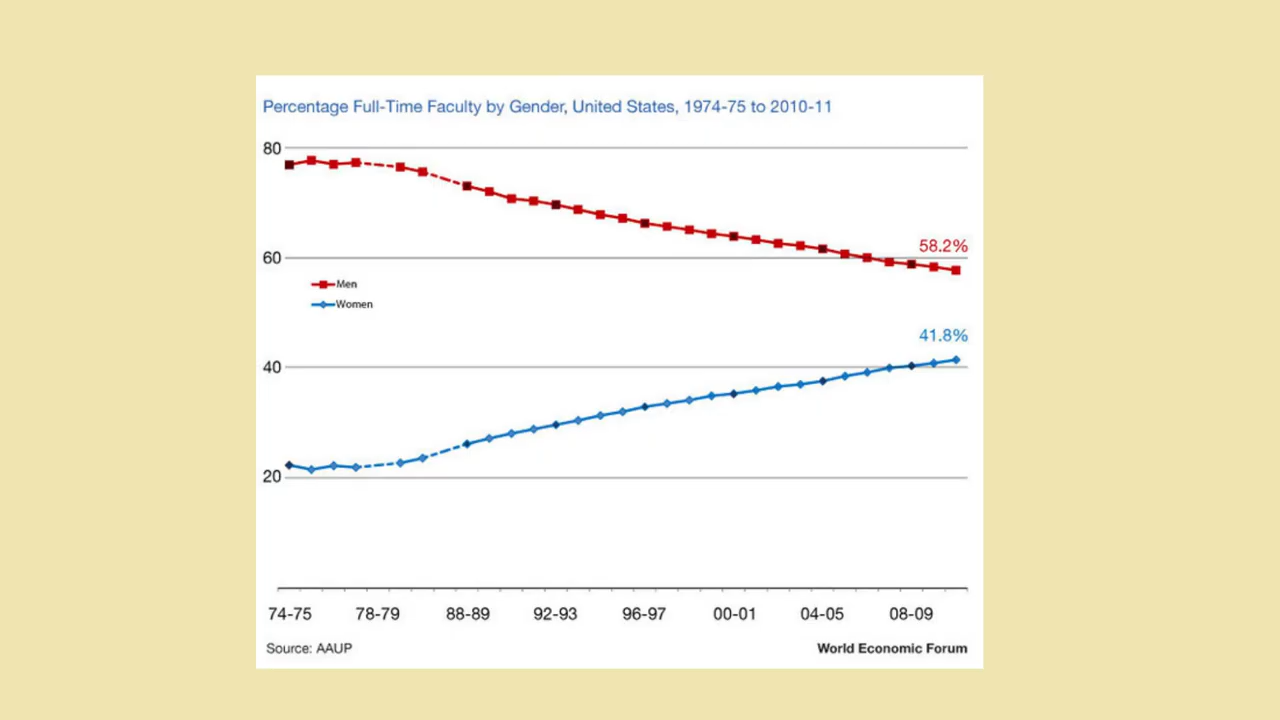 Percentage Full-Time Faculty by Gender, United States, 1974-75 to 2010-11
80
58.2%
60
Men
Women
41.8%
40
20
74-75 78-79 88-89 92-93 96-97 00-01 04-05 08-09
Source: AAUP World Economic Forum